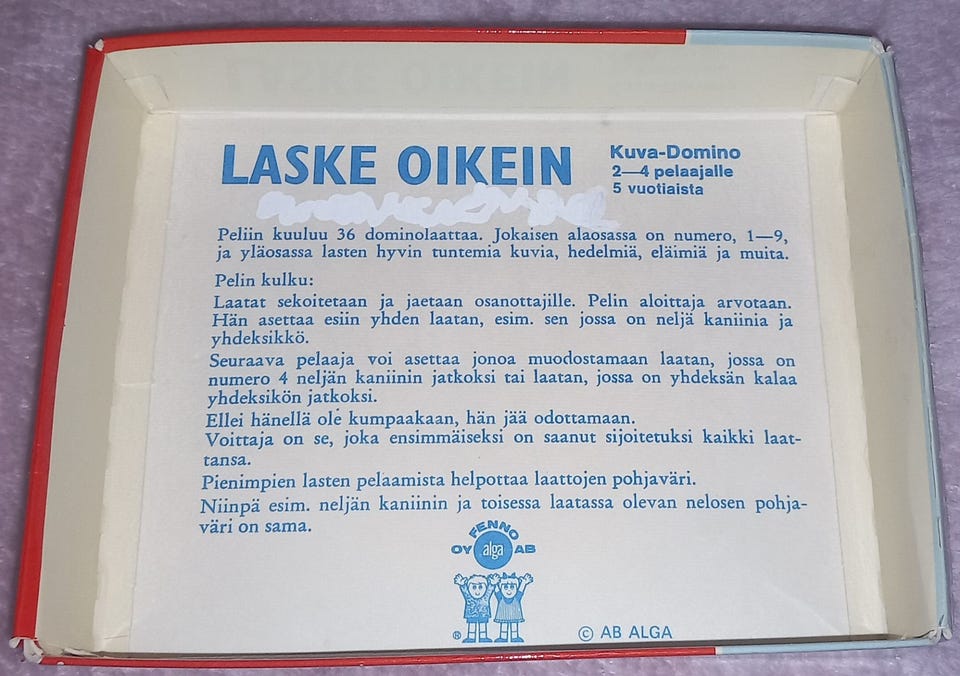 LASKE OIKEIN
Kuva-Domino
2—4 pelaajalle
5 vuotiaista
Peliin kuuluu 36 dominolaattaa. Jokaisen alaosassa on numero, 1—9,
ja yläosassa lasten hyvin tuntemia kuvia, hedelmiä, eläimiä ja muita.
Pelin kulku:
Laatat sekoitetaan ja jaetaan osanottajille. Pelin aloittaja arvotaan.
Hän asettaa esiin yhden laatan, esim. sen jossa on neljä kaniinia ja
yhdeksikkö.
Seuraava pelaaja voi asettaa jonoa muodostamaan laatan, jossa on
numero 4 neljän kaniinin jatkoksi tai laatan, jossa on yhdeksän kalaa
yhdeksikön jatkoksi.
Ellei hänellä ole kumpaakaan, hän jää odottamaan.
Voittaja on se, joka ensimmäiseksi on saanut sijoitetuksi kaikki laat-
tansa.
Pienimpien lasten pelaamista helpottaa laattojen pohjaväri.
Niinpä esim. neljän kaniinin ja toisessa laatassa olevan nelosen pohja-
väri on sama.
FENNO
OY alga AB
®
© AB ALGA